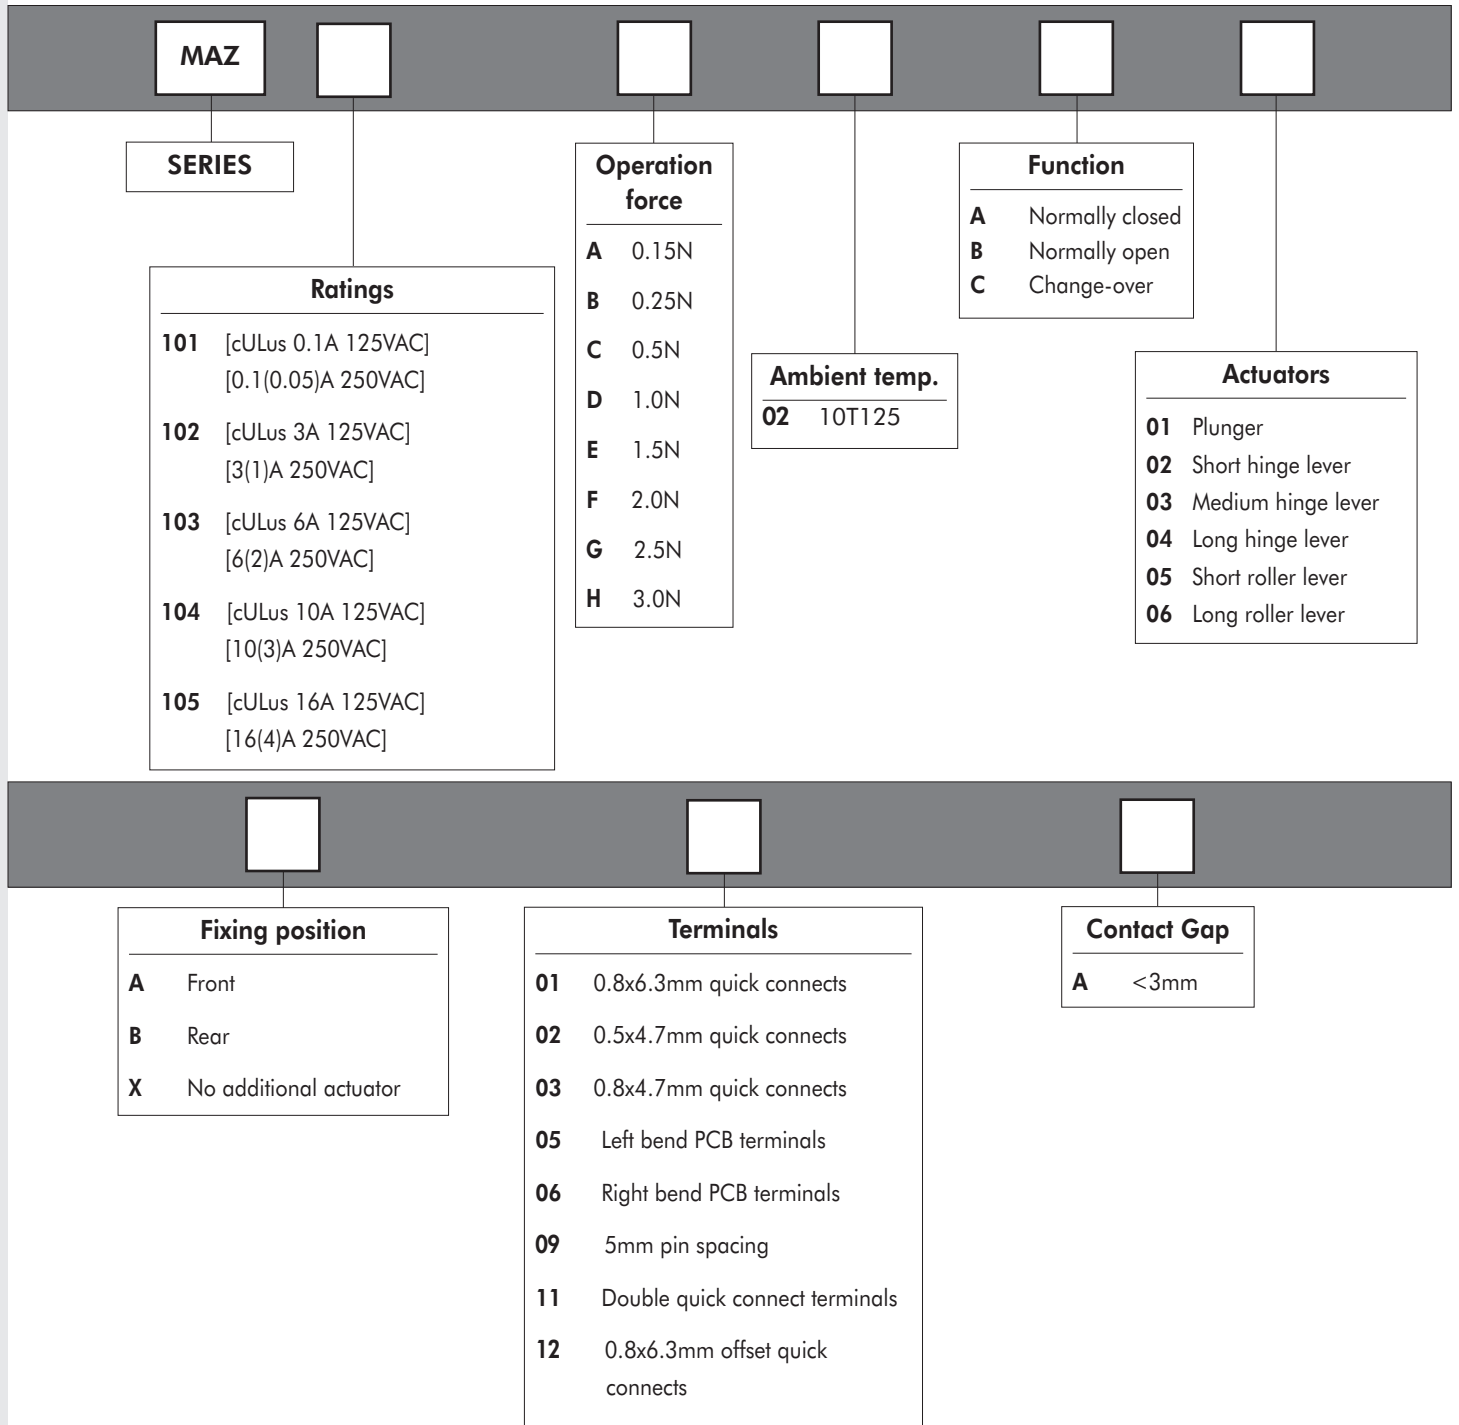 MAZ
SERIES
Ratings
101 [cULus 0.1A 125VAC]
[0.1(0.05)A 250VAC]
102 [cULus 3A 125VAC]
[3(1)A 250VAC]
103 [cULus 6A 125VAC]
[6(2)A 250VAC]
104 [cULus 10A 125VAC]
[10(3)A 250VAC]
105 [cULus 16A 125VAC]
[16(4)A 250VAC]
Operation
force
A 0.15N
B 0.25N
C 0.5N
D 1.0N
E 1.5N
F 2.0N
G 2.5N
H 3.0N
Ambient temp.
02 10T125
Function
A Normally closed
B Normally open
C Change-over
Actuators
01 Plunger
02 Short hinge lever
03 Medium hinge lever
04 Long hinge lever
05 Short roller lever
06 Long roller lever
Fixing position
A Front
B Rear
X No additional actuator
Terminals
01 0.8x6.3mm quick connects
02 0.5x4.7mm quick connects
03 0.8x4.7mm quick connects
05 Left bend PCB terminals
06 Right bend PCB terminals
09 5mm pin spacing
11 Double quick connect terminals
12 0.8x6.3mm offset quick
connects
Contact Gap
A <3mm